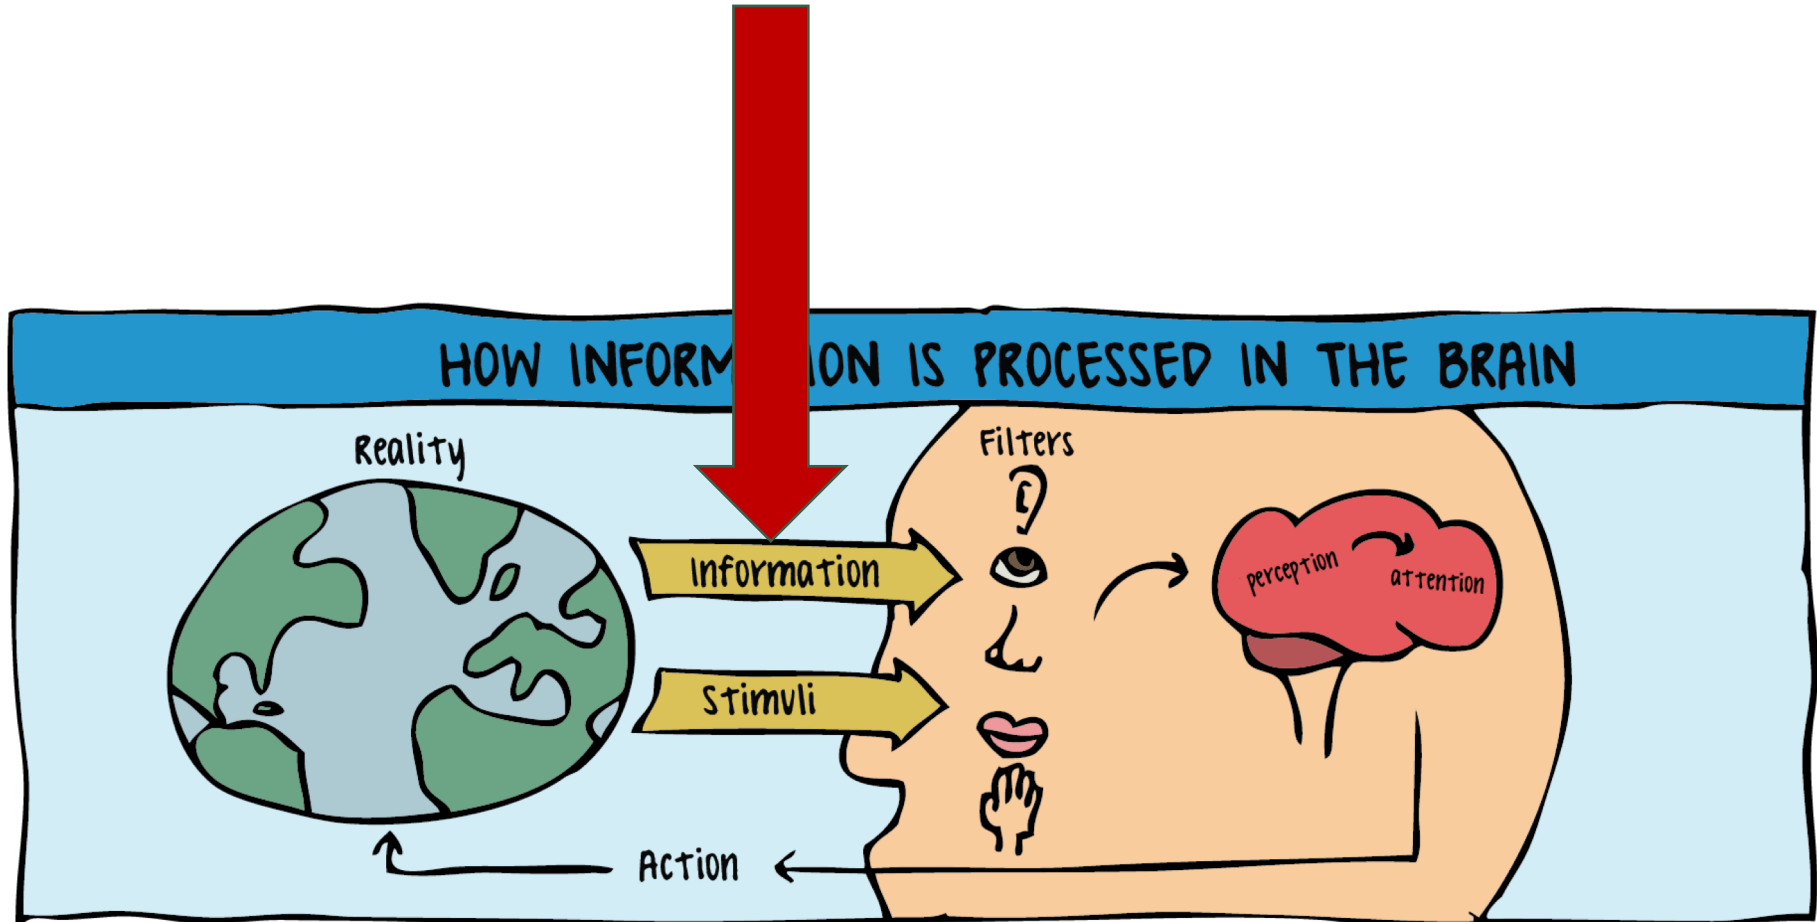 HOW INFORM ION IS PROCESSED IN THE BRAIN
Reality
Filters
Information
Stimuli
perception
attention
Action